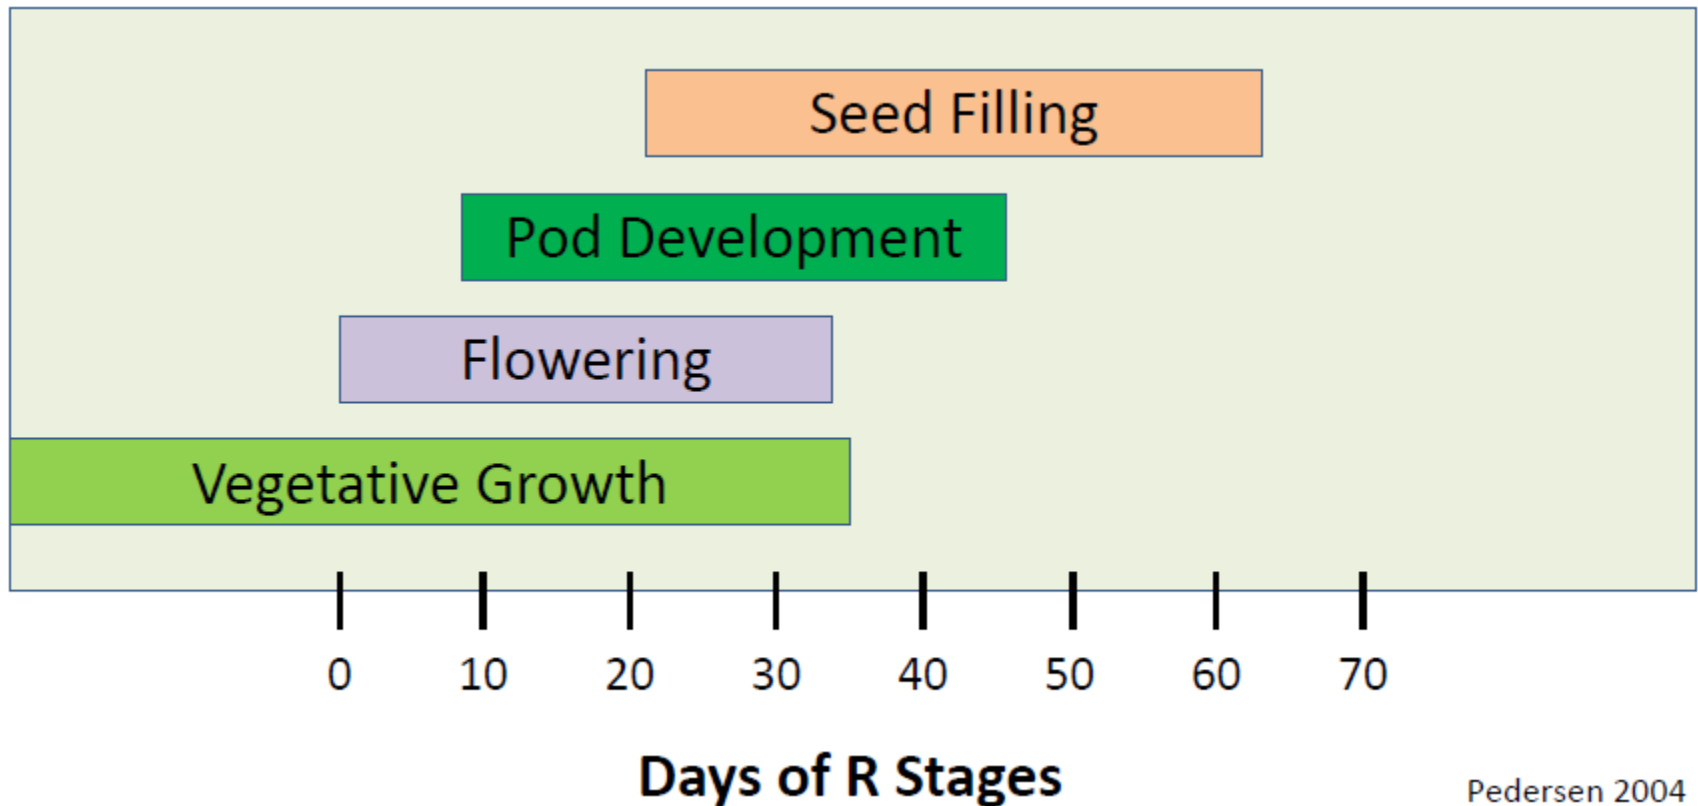 Seed Filling
Pod Development
Flowering
Vegetative Growth
0 10 20 30 40 50 60 70
Days of R Stages
Pedersen 2004